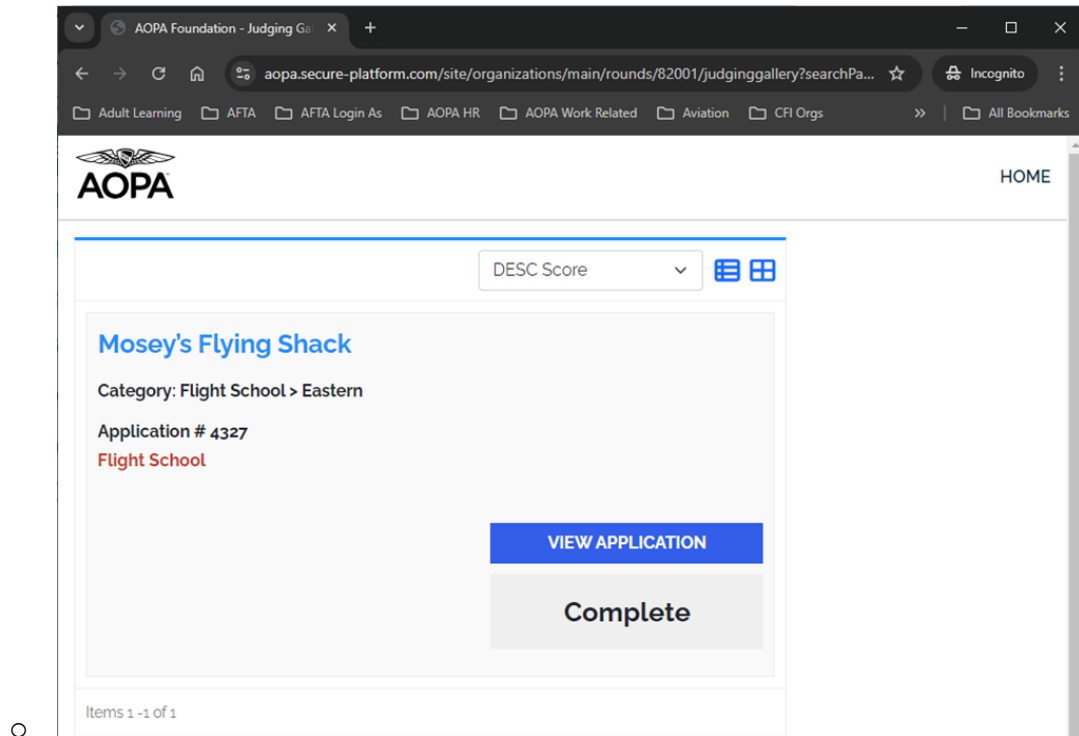 AOPA Foundation - Judging Ga
aopa.secure-platform.com/site/organizations/main/rounds/82001/judginggallery?searchPa...
Incognito
Adult Learning
AFTA
AFTA Login As
AOPA HR
AOPA Work Related
Aviation
CFI Orgs
All Bookmarks
AOPA
HOME
DESC Score
Mosey's Flying Shack
Category: Flight School > Eastern
Application # 4327
Flight School
VIEW APPLICATION
Complete
Items 1 -1 of 1